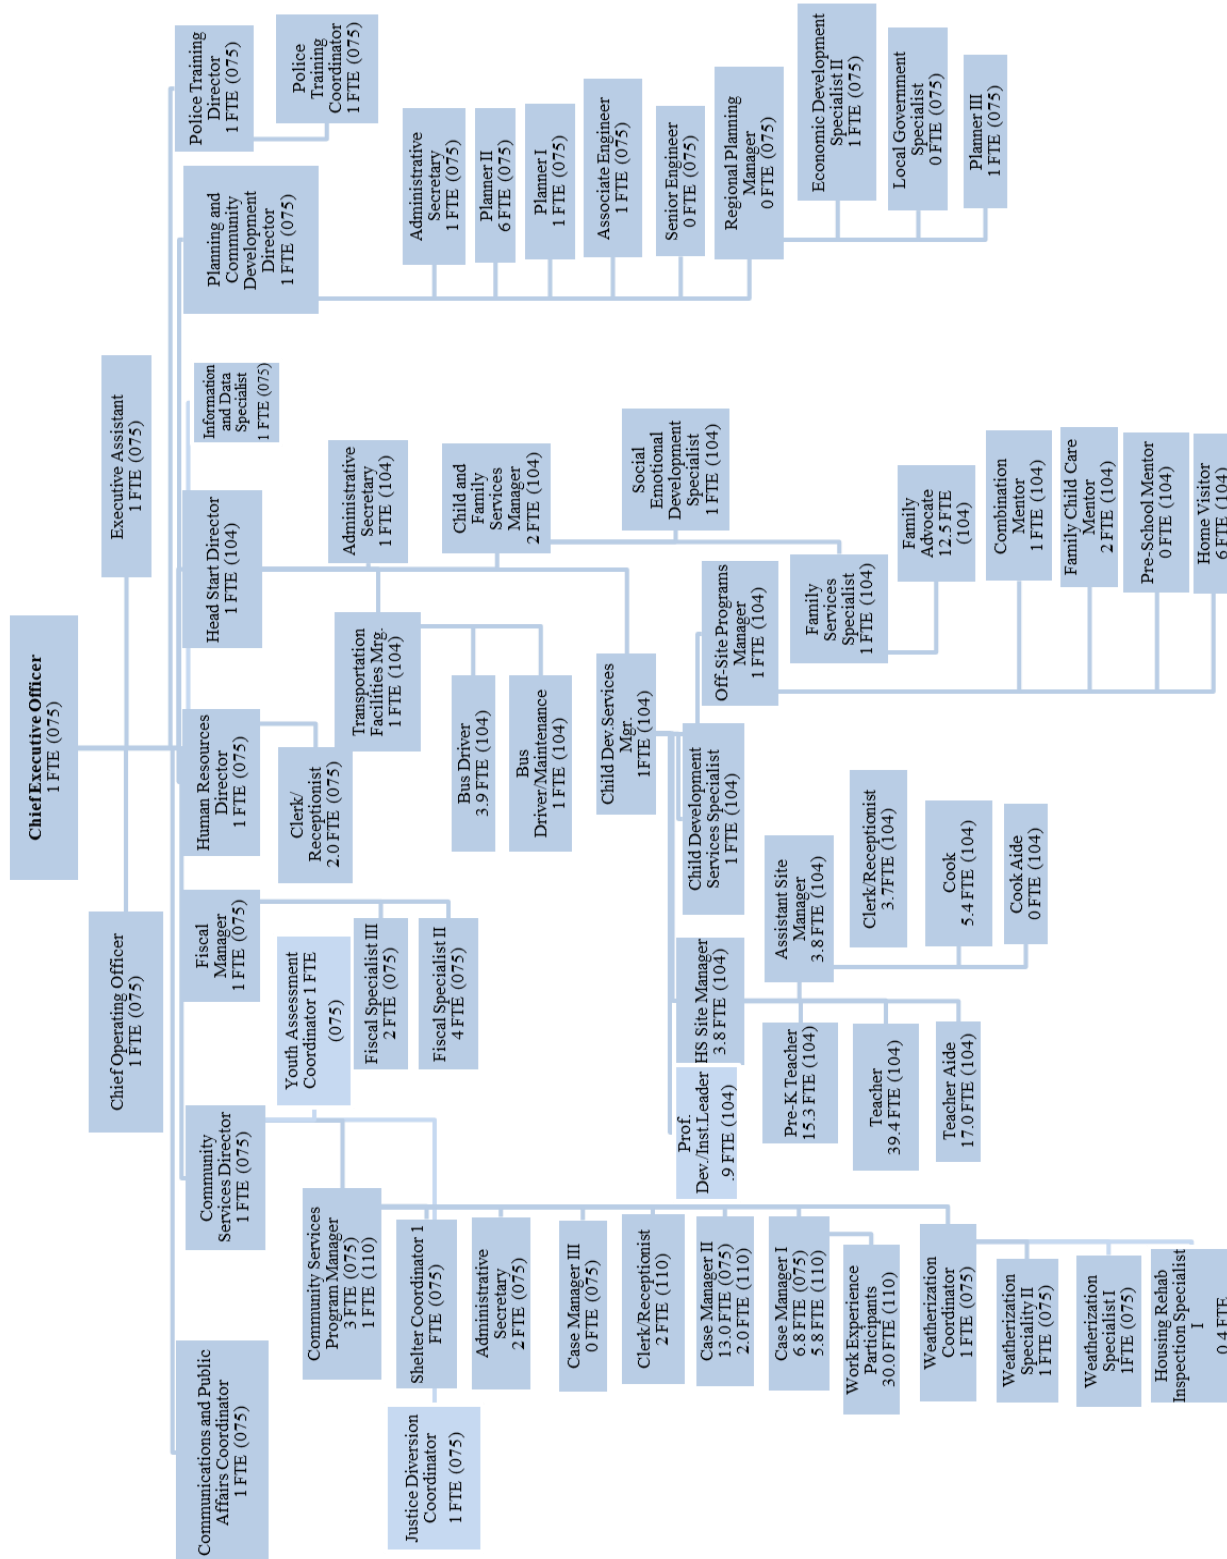 Chief Executive Officer
1 FTE (075)
Chief Operating Officer
1 FTE (075)
Executive Assistant
1 FTE (075)
Communications and Public
Affairs Coordinator
1 FTE (075)
Community
Services Director
1 FTE (075)
Fiscal
Manager
1 FTE (075)
Human Resources
Director
1 FTE (075)
Head Start Director
1 FTE (104)
Information
and Data
Specialist
1 FTE (075)
Planning and
Community
Development
Director
1 FTE (075)
Police Training
Director
1 FTE (075)
Police
Training
Coordinator
1 FTE (075)
Justice Diversion
Coordinator
1 FTE (075)
Community Services
Program Manager
3 FTE (075)
1 FTE (110)
Shelter Coordinator 1
FTE (075)
Administrative
Secretary
2 FTE (075)
Case Manager III
0 FTE (075)
Clerk/Receptionist
2 FTE (110)
Case Manager II
13.0 FTE (075)
2.0 FTE (110)
Case Manager I
6.8 FTE (075)
5.8 FTE (110)
Work Experience
Participants
30.0 FTE (110)
Weatherization
Coordinator
1 FTE (075)
Weatherization
Speciality II
1 FTE (075)
Weatherization
Specialist I
1FTE (075)
Housing Rehab
Inspection Specialist
I
0.4 FTE
Youth Assessment
Coordinator 1 FTE
(075)
Fiscal Specialist III
2 FTE (075)
Fiscal Specialist II
4 FTE (075)
Clerk/
Receptionist
2.0 FTE (075)
Administrative
Secretary
1 FTE (104)
Transportation
Facilities Mrg.
1 FTE (104)
Bus Driver
3.9 FTE (104)
Bus
Driver/Maintenance
1 FTE (104)
Child and
Family
Services
Manager
2 FTE (104)
Social
Emotional
Development
Specialist
1 FTE (104)
Family
Services
Specialist
1 FTE (104)
Family
Advocate
12.5 FTE
(104)
Child Dev.Services
Mgr.
1FTE (104)
Prof.
Dev./Inst.Leader
.9 FTE (104)
HS Site Manager
3.8 FTE (104)
Child Development
Services Specialist
1 FTE (104)
Off-Site Programs
Manager
1 FTE (104)
Pre-K Teacher
15.3 FTE (104)
Teacher
39.4 FTE (104)
Teacher Aide
17.0 FTE (104)
Assistant Site
Manager
3.8 FTE (104)
Clerk/Receptionist
3.7FTE (104)
Cook
5.4 FTE (104)
Cook Aide
0 FTE (104)
Combination
Mentor
1 FTE (104)
Family Child Care
Mentor
2 FTE (104)
Pre-School Mentor
0 FTE (104)
Home Visitor
6 FTE (104)
Administrative
Secretary
1 FTE (075)
Planner II
6 FTE (075)
Planner I
1 FTE (075)
Associate Engineer
1 FTE (075)
Senior Engineer
0 FTE (075)
Regional Planning
Manager
0 FTE (075)
Economic Development
Specialist II
1 FTE (075)
Local Government
Specialist
0 FTE (075)
Planner III
1 FTE (075)